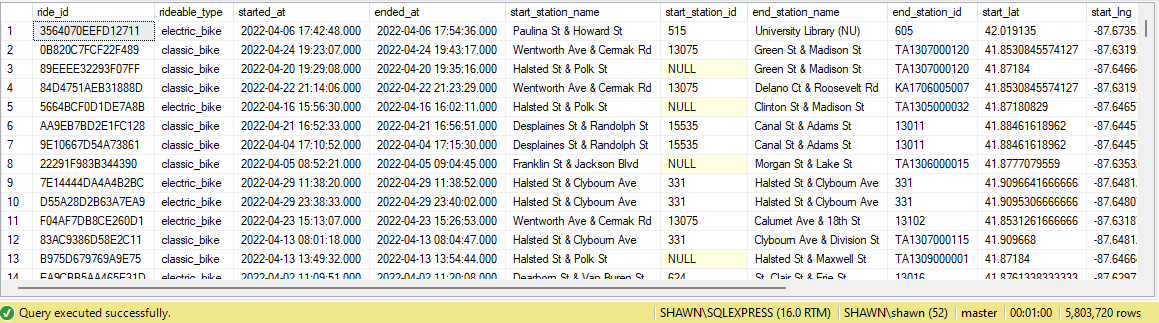 ride_id rideable_type started_at ended_at start_station_name start_station_id end_station_name end_station_id start_lat start_lng
1 3564070EEFD12711 electric_bike 2022-04-06 17:42:48.000 2022-04-06 17:54:36.000 Paulina St & Howard St 515 University Library (NU) 605 42.019135 -87.6735
2 0B820C7FCF22F489 classic_bike 2022-04-24 19:23:07.000 2022-04-24 19:43:17.000 Wentworth Ave & Cermak Rd 13075 Green St & Madison St TA1307000120 41.8530845574127 -87.6319
3 89EEEE32293F07FF classic_bike 2022-04-20 19:29:08.000 2022-04-20 19:35:16.000 Halsted St & Polk St NULL Green St & Madison St TA1307000120 41.87184 -87.6466
4 84D4751AEB31888D classic_bike 2022-04-22 21:14:06.000 2022-04-22 21:23:29.000 Wentworth Ave & Cermak Rd 13075 Delano Ct & Roosevelt Rd KA1706005007 41.8530845574127 -87.6319
5 5664BCF0D1DE7A8B electric_bike 2022-04-16 15:56:30.000 2022-04-16 16:02:11.000 Halsted St & Polk St NULL Clinton St & Madison St TA1305000032 41.87180829 -87.6465
6 AA9EB7BD2E1FC128 classic_bike 2022-04-21 16:52:33.000 2022-04-21 16:56:51.000 Desplaines St & Randolph St 15535 Canal St & Adams St 13011 41.88461618962 -87.6445
7 9E10667D54A73861 classic_bike 2022-04-04 17:10:52.000 2022-04-04 17:15:30.000 Desplaines St & Randolph St 15535 Canal St & Adams St 13011 41.88461618962 -87.6445
8 22291F983B344390 classic_bike 2022-04-05 08:52:21.000 2022-04-05 09:04:45.000 Franklin St & Jackson Blvd NULL Morgan St & Lake St TA1306000015 41.8777079559 -87.6353
9 7E14444DA4A4B2BC electric_bike 2022-04-29 11:38:20.000 2022-04-29 11:38:52.000 Halsted St & Clybourn Ave 331 Halsted St & Clybourn Ave 331 41.9096641666666 -87.6481
10 D55A28D2B63A7EA9 electric_bike 2022-04-29 23:38:33.000 2022-04-29 23:40:02.000 Halsted St & Clybourn Ave 331 Halsted St & Clybourn Ave 331 41.9095306666666 -87.6480
11 F04AF7DB8CE260D1 electric_bike 2022-04-23 15:13:07.000 2022-04-23 15:26:53.000 Wentworth Ave & Cermak Rd 13075 Calumet Ave & 18th St 13102 41.8531261666666 -87.6318
12 83AC9386D58E2C11 classic_bike 2022-04-13 08:01:18.000 2022-04-13 08:04:47.000 Halsted St & Clybourn Ave 331 Clybourn Ave & Division St TA1307000115 41.909668 -87.6481
13 B975D679769A9E75 classic_bike 2022-04-13 13:49:32.000 2022-04-13 13:54:44.000 Halsted St & Polk St NULL Halsted St & Maxwell St TA1309000001 41.87184 -87.6466
14 EA9CBB5AA465E31D electric_bike 2022-04-02 11:09:51.000 2022-04-02 11:20:08.000 Dearborn St & Van Buren St 624 St. Clair St & Erie St 13016 41.8761338333333 -87.6297
Query executed successfully. SHAWN\SQLEXPRESS (16.0 RTM) SHAWN\shawn (52) master 00:01:00 5,803,720 rows